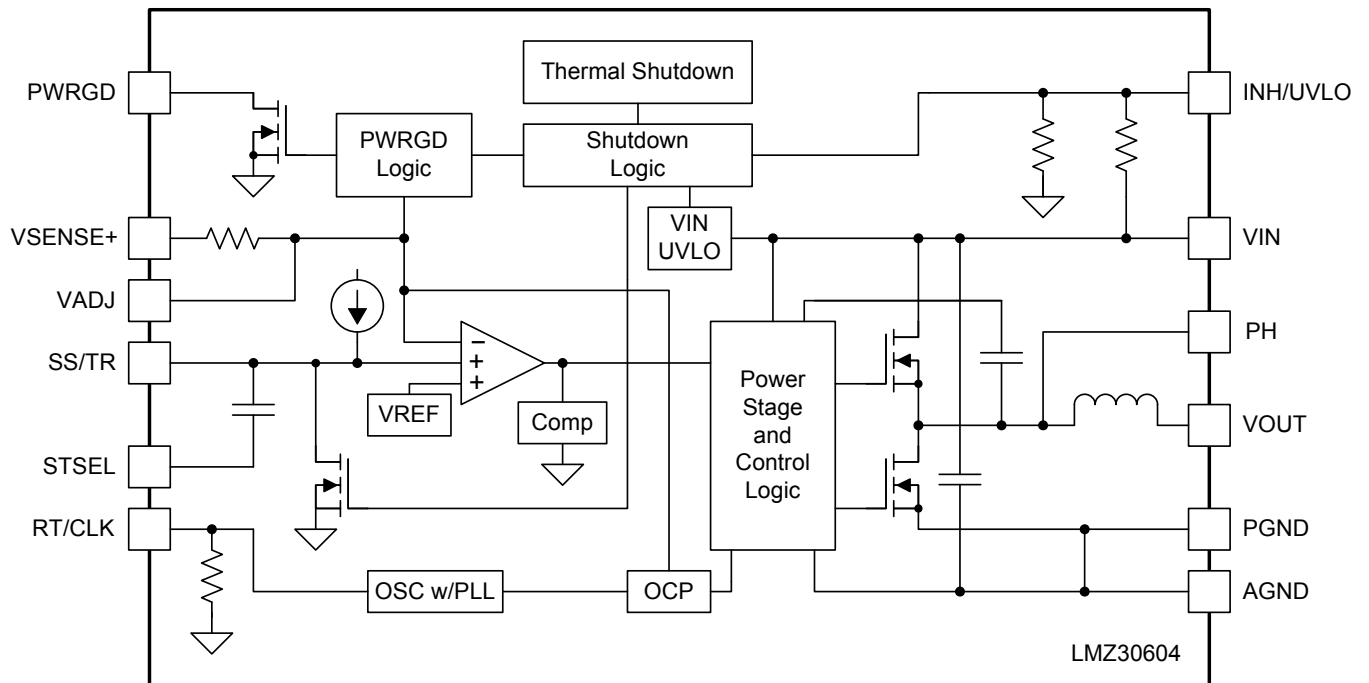 Thermal Shutdown
PWRGD
INH/UVLO
PWRGD
Logic
Shutdown
Logic
VSENSE+
VIN
UVLO
VIN
VADJ
PH
SS/TR
−
+
+
VREF
Comp
Power
Stage
and
Control
Logic
VOUT
STSEL
RT/CLK
PGND
OSC w/PLL
OCP
AGND
LMZ30604